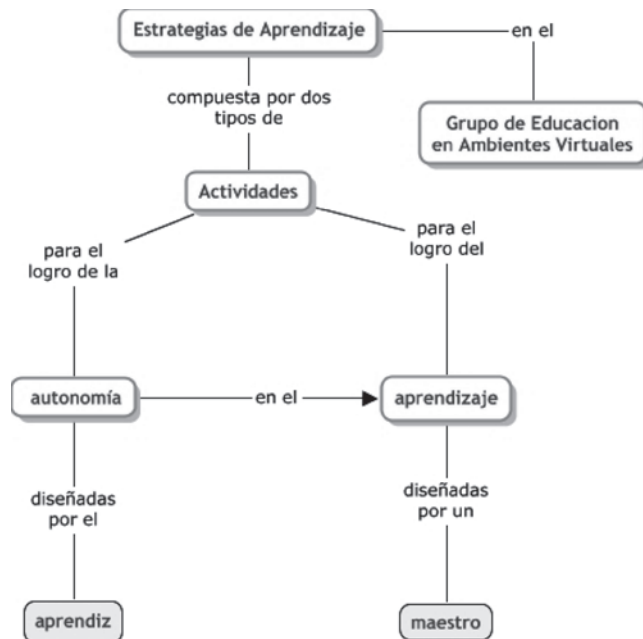 Estrategias de Aprendizaje
en el
compuesta por dos
tipos de
Grupo de Educacion
en Ambientes Virtuales
Actividades
para el
logro de la
para el
logro del
autonomía
en el
aprendizaje
diseñadas
por el
diseñadas
por un
aprendiz
maestro